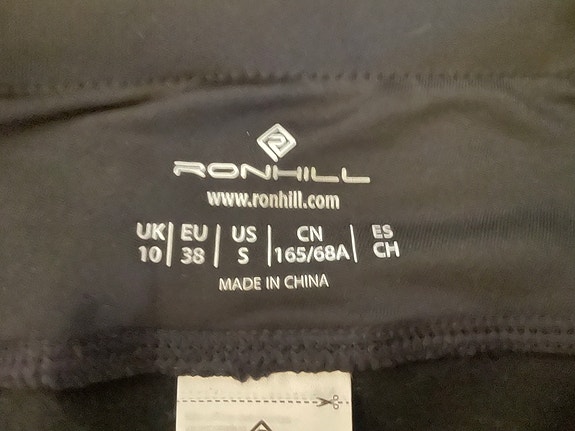 RONHILL
www.ronhill.com
UK EU US CN ES
10 38 S 165/68A CH
MADE IN CHINA